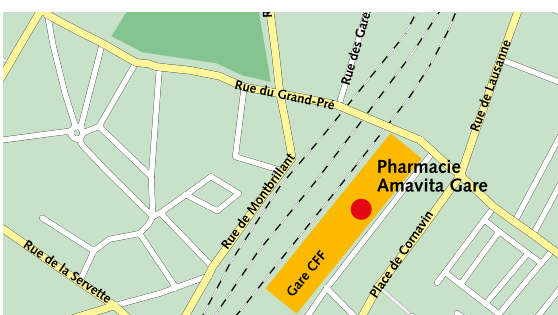 R
Rue des Gare
Rue de Lausanne
Rue du Grand-Pré
Pharmacie
Amavita Gare
Rue de Montbrillant
Place de Cornavin
Gare CFF
Rue de la Servette